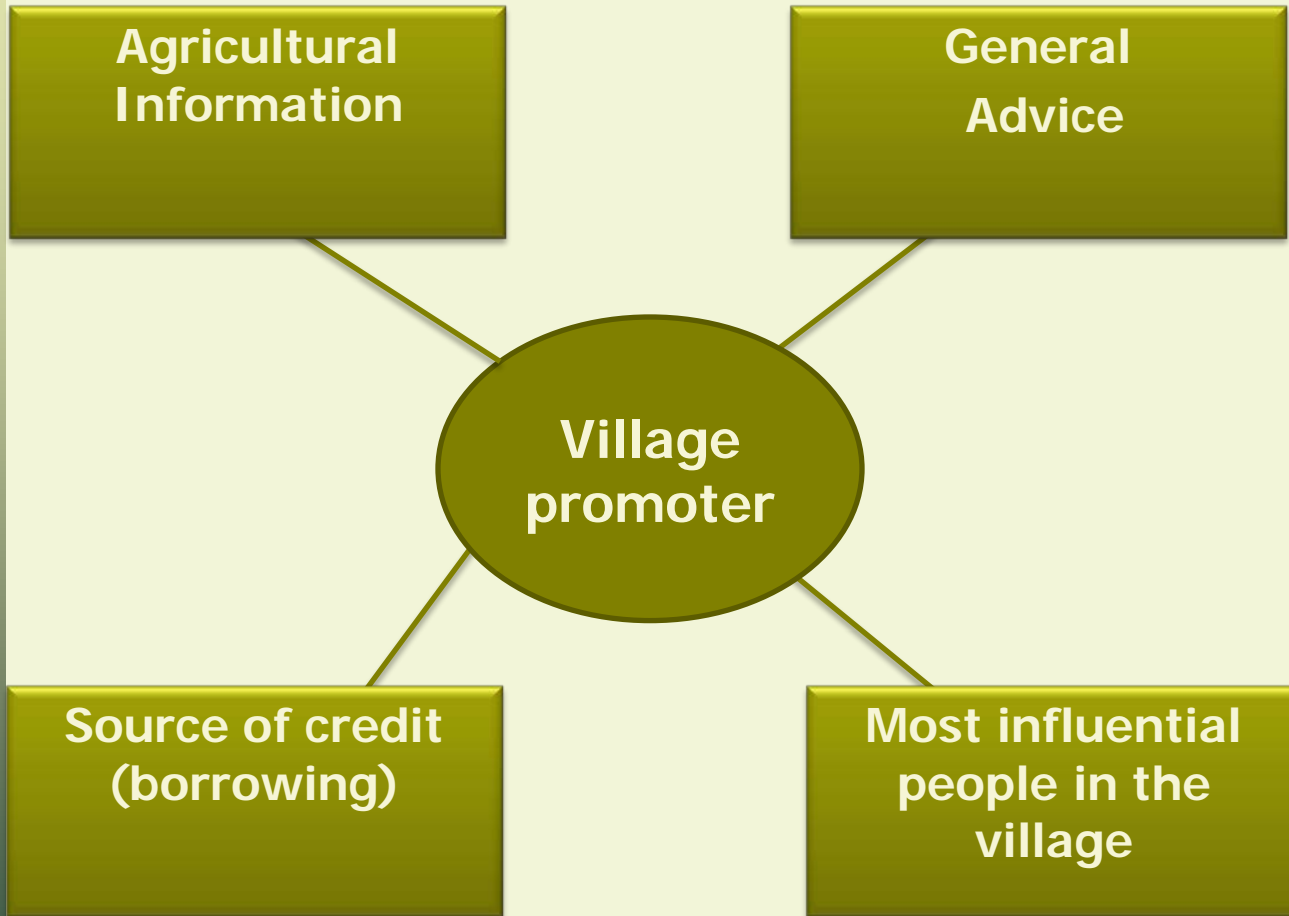 Agricultural
Information
General
Advice
Village
promoter
Source of credit
(borrowing)
Most influential
people in the
village